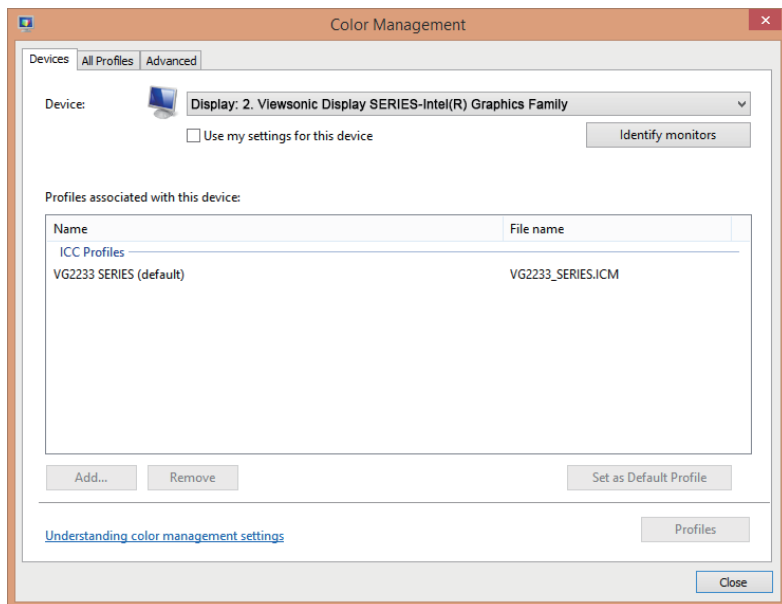 Color Management
Devices All Profiles Advanced
Device: Display: 2. Viewsonic Display SERIES-Intel(R) Graphics Family
Use my settings for this device Identify monitors
Profiles associated with this device:
Name File name
ICC Profiles
VG2233 SERIES (default) VG2233_SERIES.ICM
Add... Remove Set as Default Profile
Understanding color management settings Profiles
Close